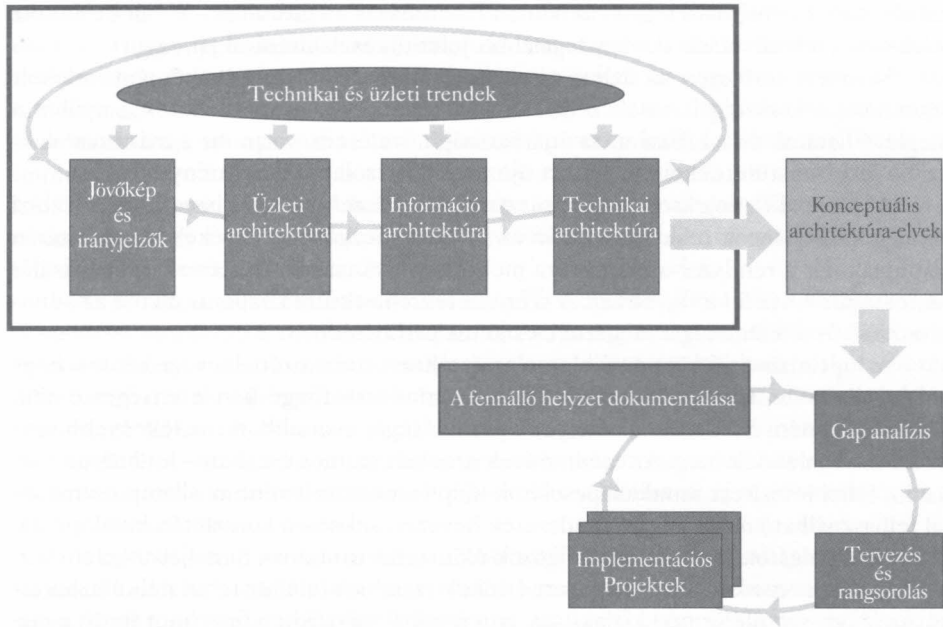 Technikai és üzleti trendek
Jövőkép
és
irányjelzők
Üzleti
architektúra
Információ
architektúra
Technikai
architektúra
Konceptuális
architektúra-elvek
A fennálló helyzet dokumentálása
Gap analízis
Implementációs
Projektek
Tervezés
és
rangsorolás